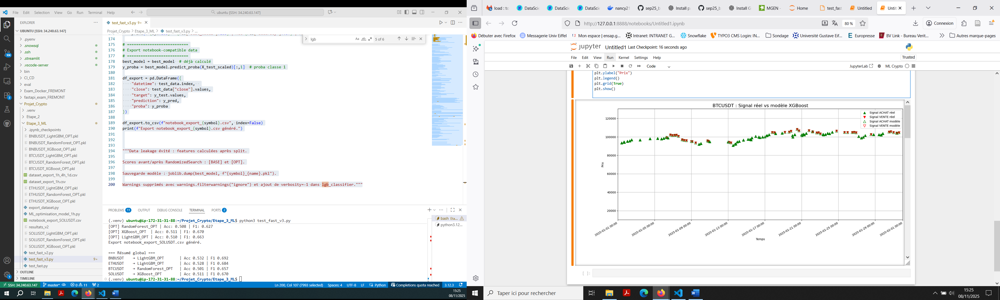 File Edit Selection View Go Run Terminal Help
ubuntu [SSH: 34.240.63.147]
EXPLORER
UBUNTU [SSH: 34.240.63.147]
.pyenv
.snowsql
.ssh
.streamlit
.vscode-server
bin
CI_CD
eval
Exam_Docker_FREMONT
fastapi_exam_FREMONT
Projet_Crypto
.venv
Etape_2
Etape_3_ML
.ipynb_checkpoints
BNBUSDT_LightGBM_OPT.pkl
BNBUSDT_RandomForest_OPT.pkl
BNBUSDT_XGBoost_OPT.pkl
BTCUSDT_LightGBM_OPT.pkl
BTCUSDT_RandomForest_OPT.pkl
BTCUSDT_XGBoost_OPT.pkl
dataset_export_1h_4h_1d.csv
dataset_export_1h.csv
ETHUSDT_LightGBM_OPT.pkl
ETHUSDT_RandomForest_OPT.pkl
ETHUSDT_XGBoost_OPT.pkl
export_dataset.py
ML_optimisation_model_1h.py
notebook_export_SOLUSDT.csv
resultats_v2
SOLUSDT_LightGBM_OPT.pkl
SOLUSDT_RandomForest_OPT.pkl
SOLUSDT_XGBoost_OPT.pkl
test_fast_v2.py
test_fast_v3.py 9+
test_fast.py
OUTLINE
TIMELINE
10K
2
1
test_fast_v3.py 9+
Projet_Crypto > Etape_3_ML > test_fast_v3.py > ...
lgb Aa ab .* 5 of 6
174
175 # ===========================
176 # Export notebook-compatible data
177 # ===========================
178 best_model = best_model # déjà calculé
179 y_proba = best_model.predict_proba(X_test_scaled)[:,1] # proba classe 1
180
181 df_export = pd.DataFrame({
182 "datetime": test_data.index,
183 "close": test_data["close"].values,
184 "target": y_test.values,
185 "prediction": y_pred,
186 "proba": y_proba
187 })
188
189 df_export.to_csv(f"notebook_export_{symbol}.csv", index=False)
190 print(f"Export notebook_export_{symbol}.csv généré.")
191
192
193
194 """Data leakage évité : features calculées après split.
195
196 Scores avant/après RandomizedSearch : [BASE] et [OPT].
197
198 Sauvegarde modèle : joblib.dump(best_model, f"{symbol}_{name}.pkl").
199
200 Warnings supprimés avec warnings.filterwarnings("ignore") et ajout de verbosity=-1 dans lgb_classifier."""
PROBLEMS 11 OUTPUT DEBUG CONSOLE TERMINAL PORTS 2
bash Eta...
python3.12...
(.venv) ubuntu@ip-172-31-31-88:~/Projet_Crypto/Etape_3_ML$ python3 test_fast_v3.py
[OPT] RandomForest_OPT | Acc: 0.508 | F1: 0.627
[OPT] XGBoost_OPT | Acc: 0.511 | F1: 0.670
[OPT] LightGBM_OPT | Acc: 0.510 | F1: 0.663
Export notebook_export_SOLUSDT.csv généré.
=== Résumé global ===
BNBUSDT → LightGBM_OPT | Acc 0.532 | F1 0.692
ETHUSDT → LightGBM_OPT | Acc 0.528 | F1 0.684
BTCUSDT → RandomForest_OPT | Acc 0.501 | F1 0.657
SOLUSDT → XGBoost_OPT | Acc 0.511 | F1 0.670
(.venv) ubuntu@ip-172-31-31-88:~/Projet_Crypto/Etape_3_ML$
SSH: 34.240.63.147 master* 0 11 2 Ln 200, Col 107 (7993 selected) Spaces: 4 UTF-8 LF Python Completions quota reached 3.12.3
15:25
08/11/2025
load : to DataScie DataScie DataScie nancy21 sep25_b Install p sep25_b Install G MGEN - Home test_fast Untitled Untit
http://127.0.0.1:8888/notebooks/Untitled1.ipynb 80 % Connexion
Débuter avec Firefox Messagerie Univ Eiffel Mon espace | ensap.g... Intranet: INTRANET G... Snowflake TYPO3 CMS Login: IN... Sondage Université Gustave Eif... Europresse BV Link - Bureau Verit... Autres marque-pages
jupyter Untitled1 Last Checkpoint: 16 seconds ago
File Edit View Run Kernel Settings Help Trusted
Code JupyterLab ML Crypto
plt.ylabel("Prix")
plt.legend()
plt.grid(True)
plt.show()
BTCUSDT : Signal réel vs modèle XGBoost
Signal ACHAT réel
Signal VENTE réel
Signal ACHAT modèle
Signal VENTE modèle
120000
100000
80000
60000
40000
20000
Prix
2025-01-01 00:00
2025-01-05 00:00
2025-01-09 00:00
2025-01-13 00:00
2025-01-17 00:00
2025-01-21 00:00
2025-01-25 00:00
2025-01-29 00:00
2025-02-01 00:00
Temps
[ ]:
Taper ici pour rechercher
15:25
08/11/2025